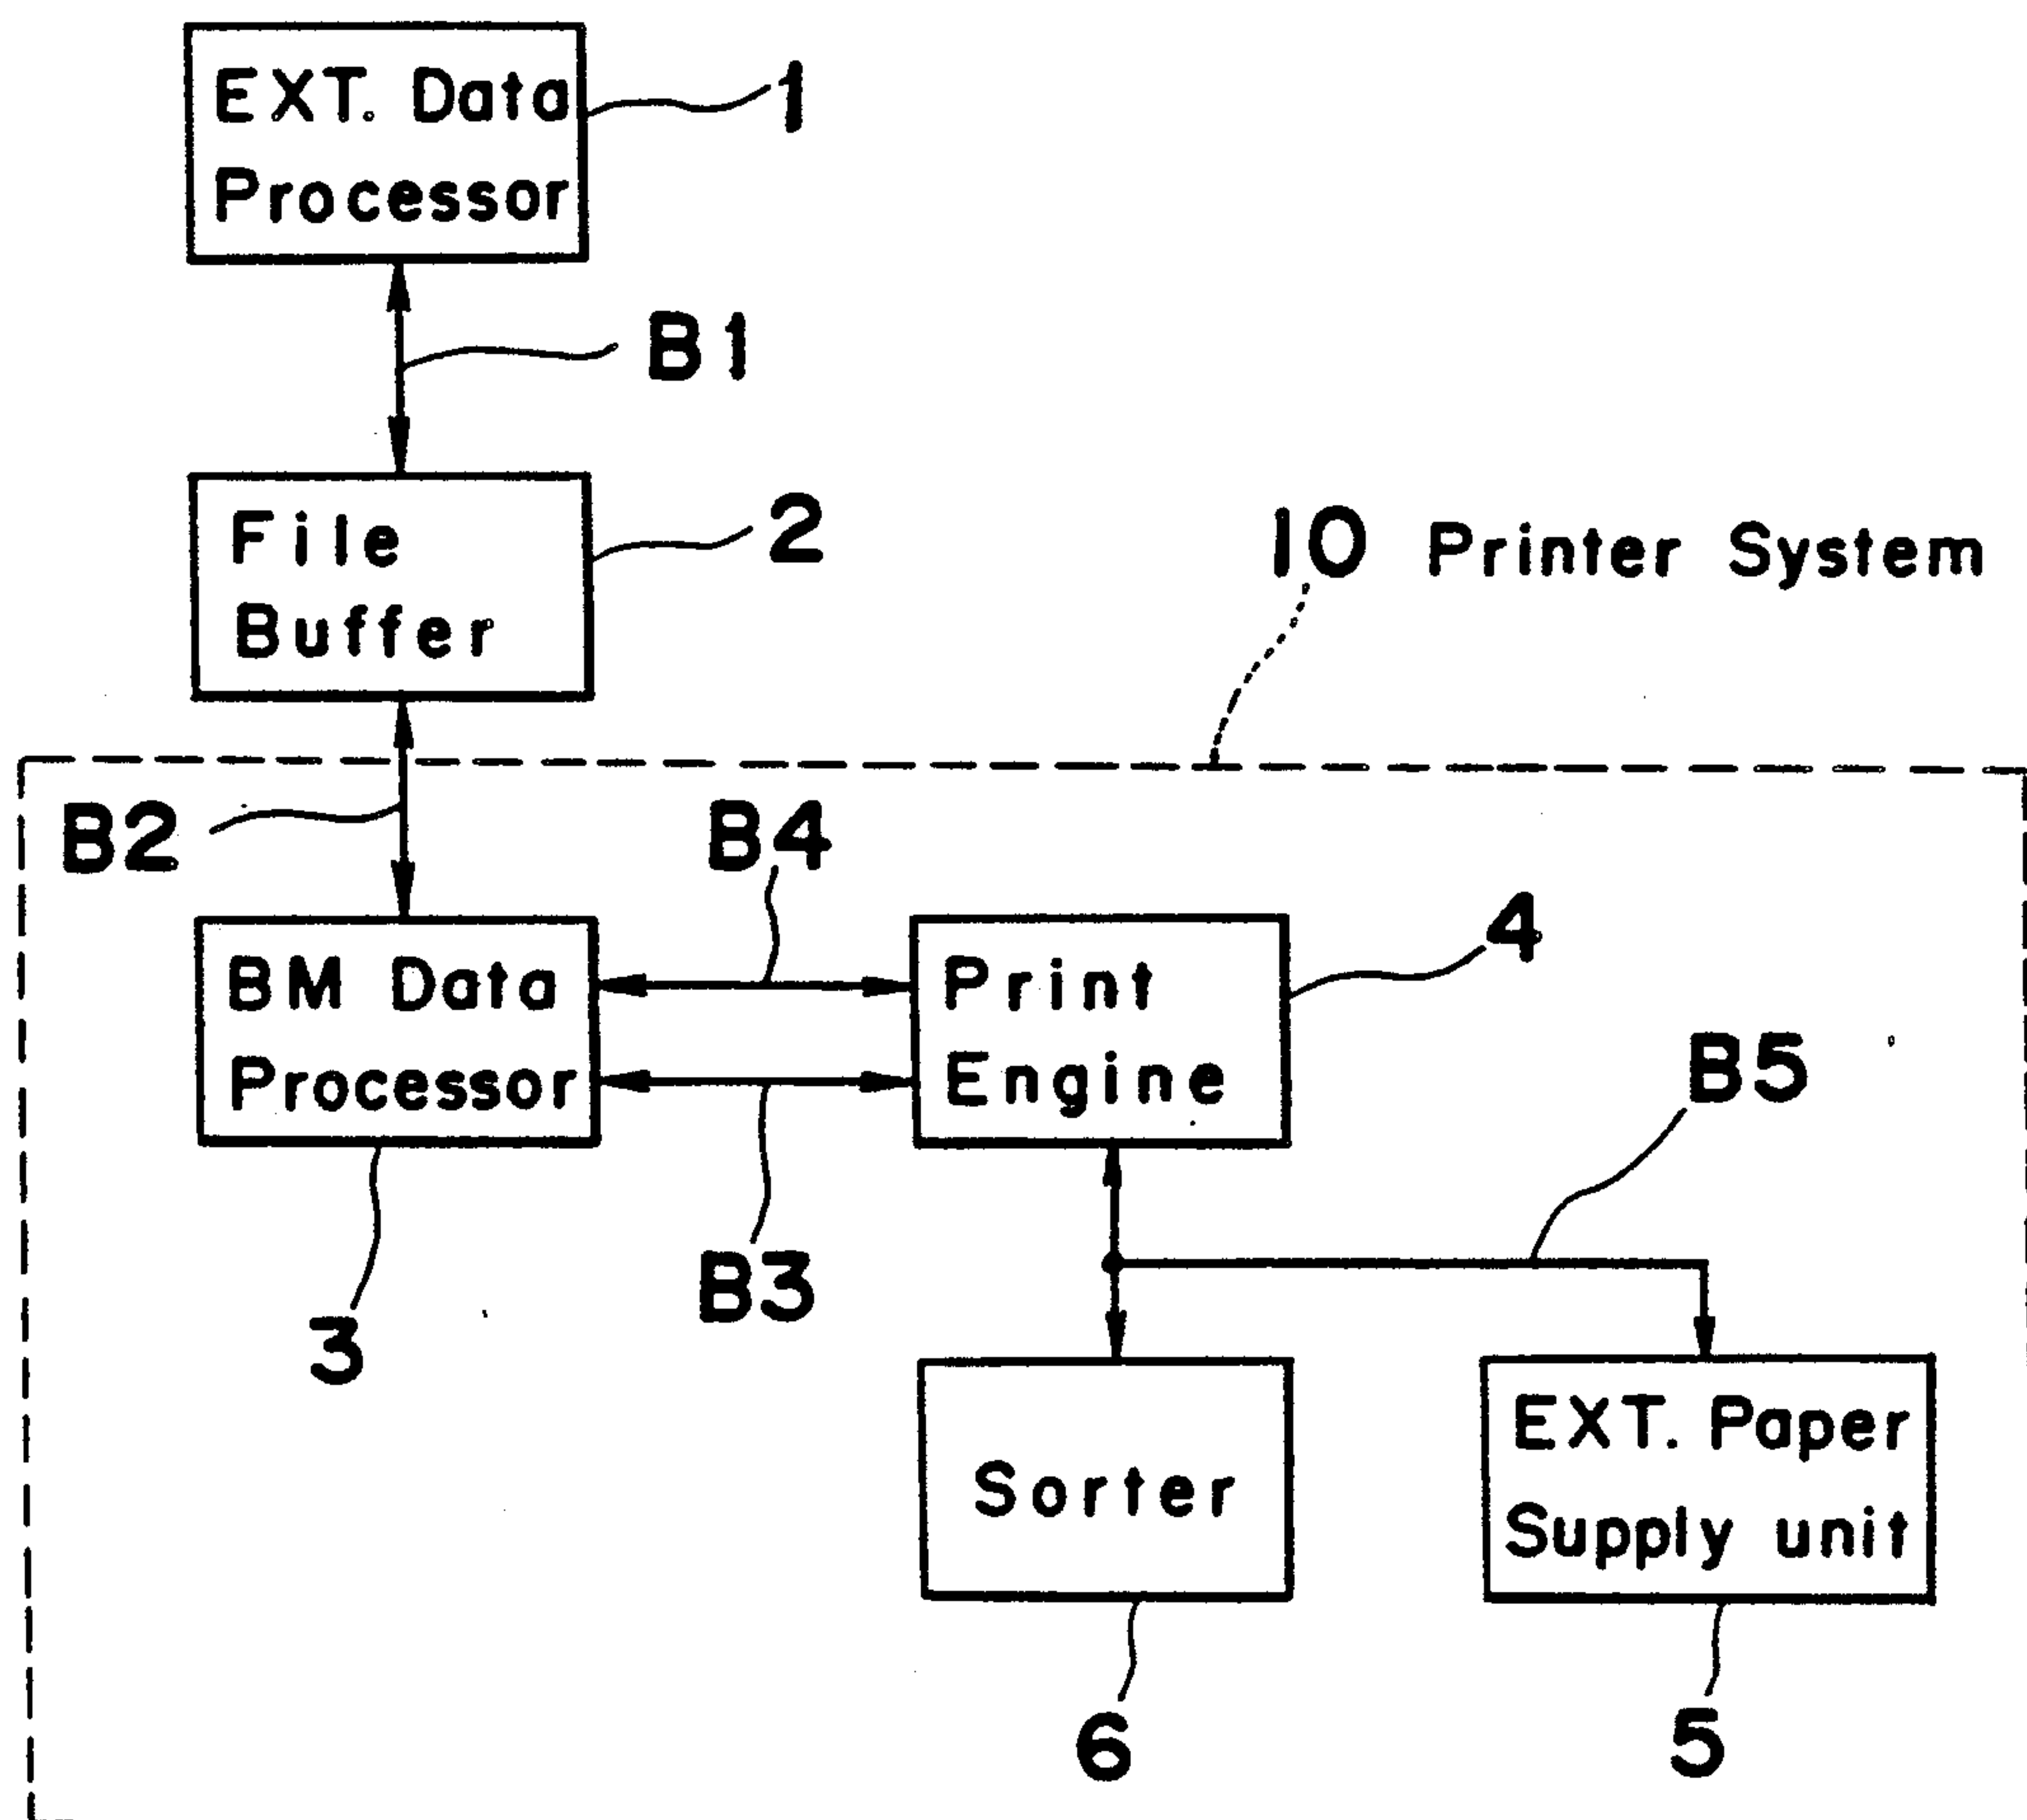 EXT. Data
Processor
1
B1
File
Buffer
2
10 Printer System
B2
B4
BM Data
Processor
Print
Engine
4
B5
B3
3
Sorter
EXT. Paper
Supply unit
6
5